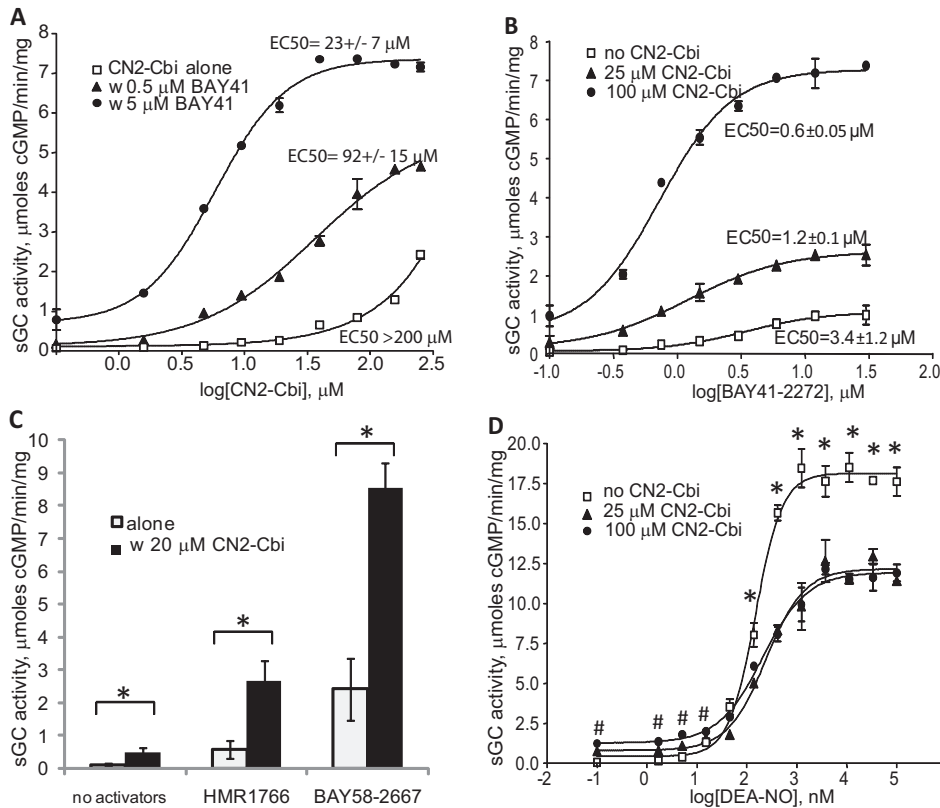 A
EC50= 23+/- 7 μM
CN2-Cbi alone
w 0.5 μM BAY41
w 5 μM BAY41
EC50= 92+/- 15 μM
EC50 >200 μM
sGC activity, μmoles cGMP/min/mg
8
7
6
5
4
3
2
1
0
0.0 0.5 1.0 1.5 2.0 2.5
log[CN2-Cbi], μM
B
no CN2-Cbi
25 μM CN2-Cbi
100 μM CN2-Cbi
EC50=0.6±0.05 μM
EC50=1.2±0.1 μM
EC50=3.4±1.2 μM
sGC activity, μmoles cGMP/min/mg
8
7
6
5
4
3
2
1
0
-1.0 -0.5 0.0 0.5 1.0 1.5 2.0
log[BAY41-2272], μM
C
alone
w 20 μM CN2-Cbi
* * *
sGC activity, μmoles cGMP/min/mg
10
9
8
7
6
5
4
3
2
1
0
no activators HMR1766 BAY58-2667
D
no CN2-Cbi
25 μM CN2-Cbi
100 μM CN2-Cbi
* * * * * * *
# # # #
sGC activity, μmoles cGMP/min/mg
20.0
17.5
15.0
12.5
10.0
7.5
5.0
2.5
0.0
-2 -1 0 1 2 3 4 5 6
log[DEA-NO], nM